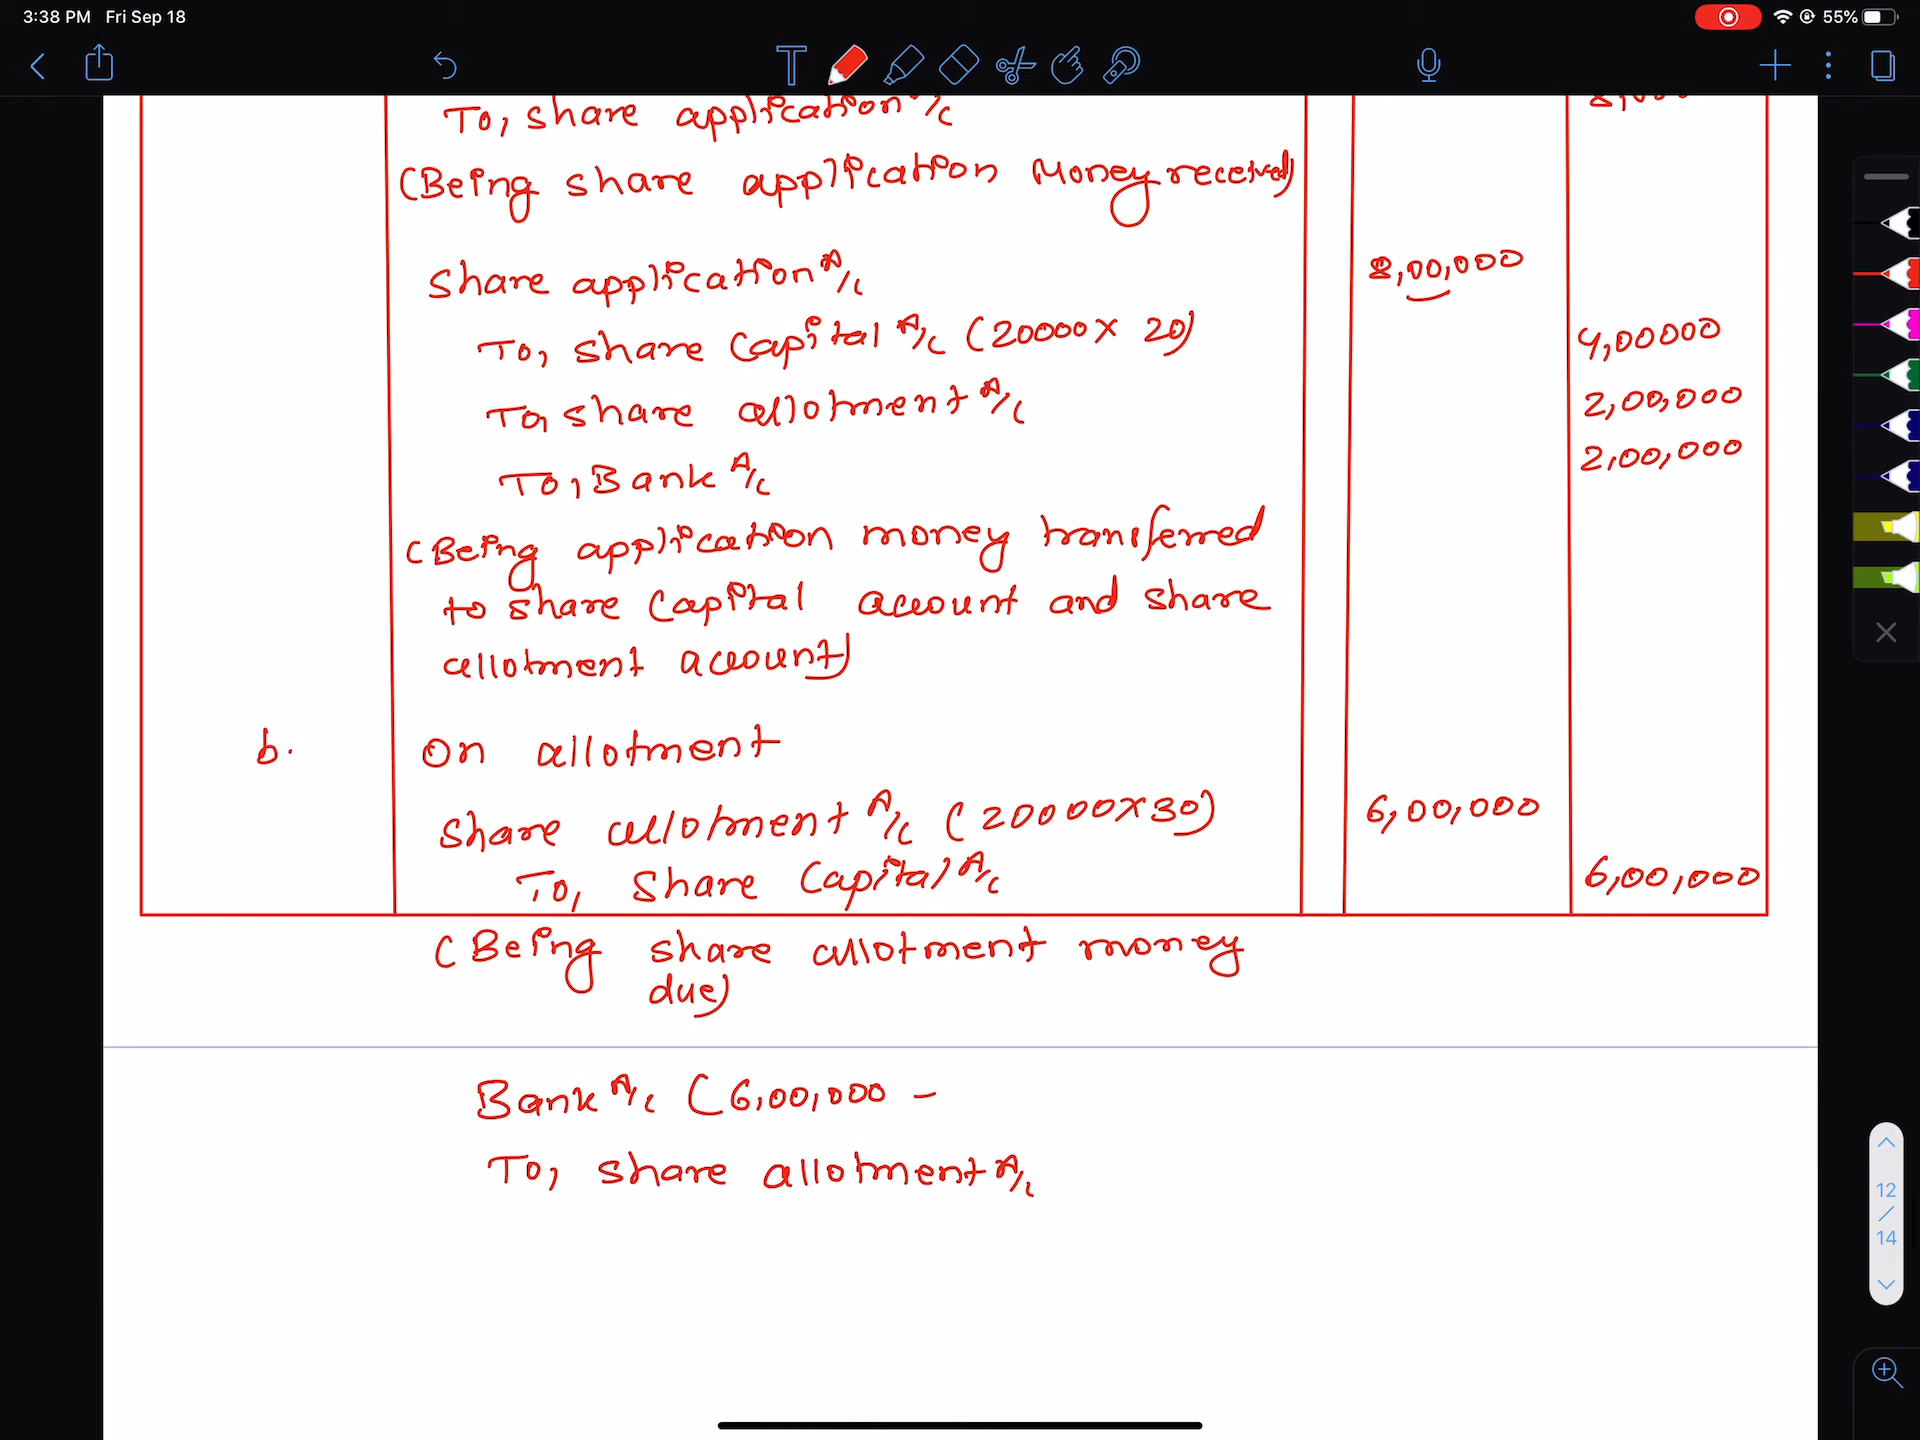 3:38 PM Fri Sep 18
55%
To, share application A/c
(Being share application Money received)
Share application A/c 8,00,000
To, share Capital A/c (20000 X 20) 4,00000
To, share allotment A/c 2,00,000
To, Bank A/c 2,00,000
(Being application money transferred
to share Capital account and share
allotment account)
b. On allotment
Share allotment A/c (20000X30) 6,00,000
To, Share Capital A/c 6,00,000
(Being share allotment money
due)
Bank A/c (6,00,000 –
To, share allotment A/c
12
/
14